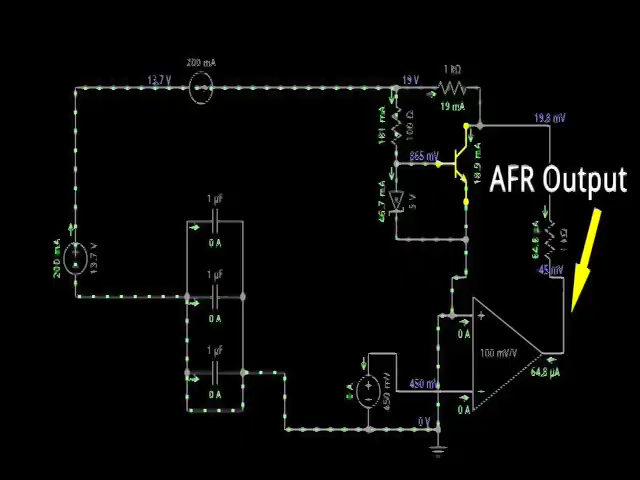 200 mA
13.7 V
19 V
1 kΩ
19 mA
19.8 mV
181 mA
100 Ω
865 mV
18.9 mA
AFR Output
46.7 mA
5 V
1 µF
0 A
64.8 µA
1 kΩ
200 mA
13.7 V
-45 mV
1 µF
0 A
+
0 A
100 mV/V
1 µF
0 A
64.8 µA
450 mV
450 mV
-
0 A
0 V